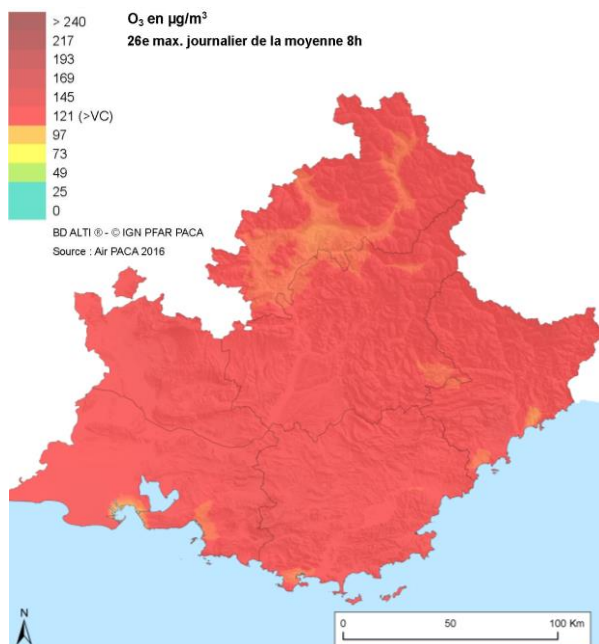 O₃ en µg/m³
26e max. journalier de la moyenne 8h
> 240
217
193
169
145
121 (>VC)
97
73
49
25
0
BD ALTI ® - © IGN PFAR PACA
Source : Air PACA 2016
N
0 50 100 Km